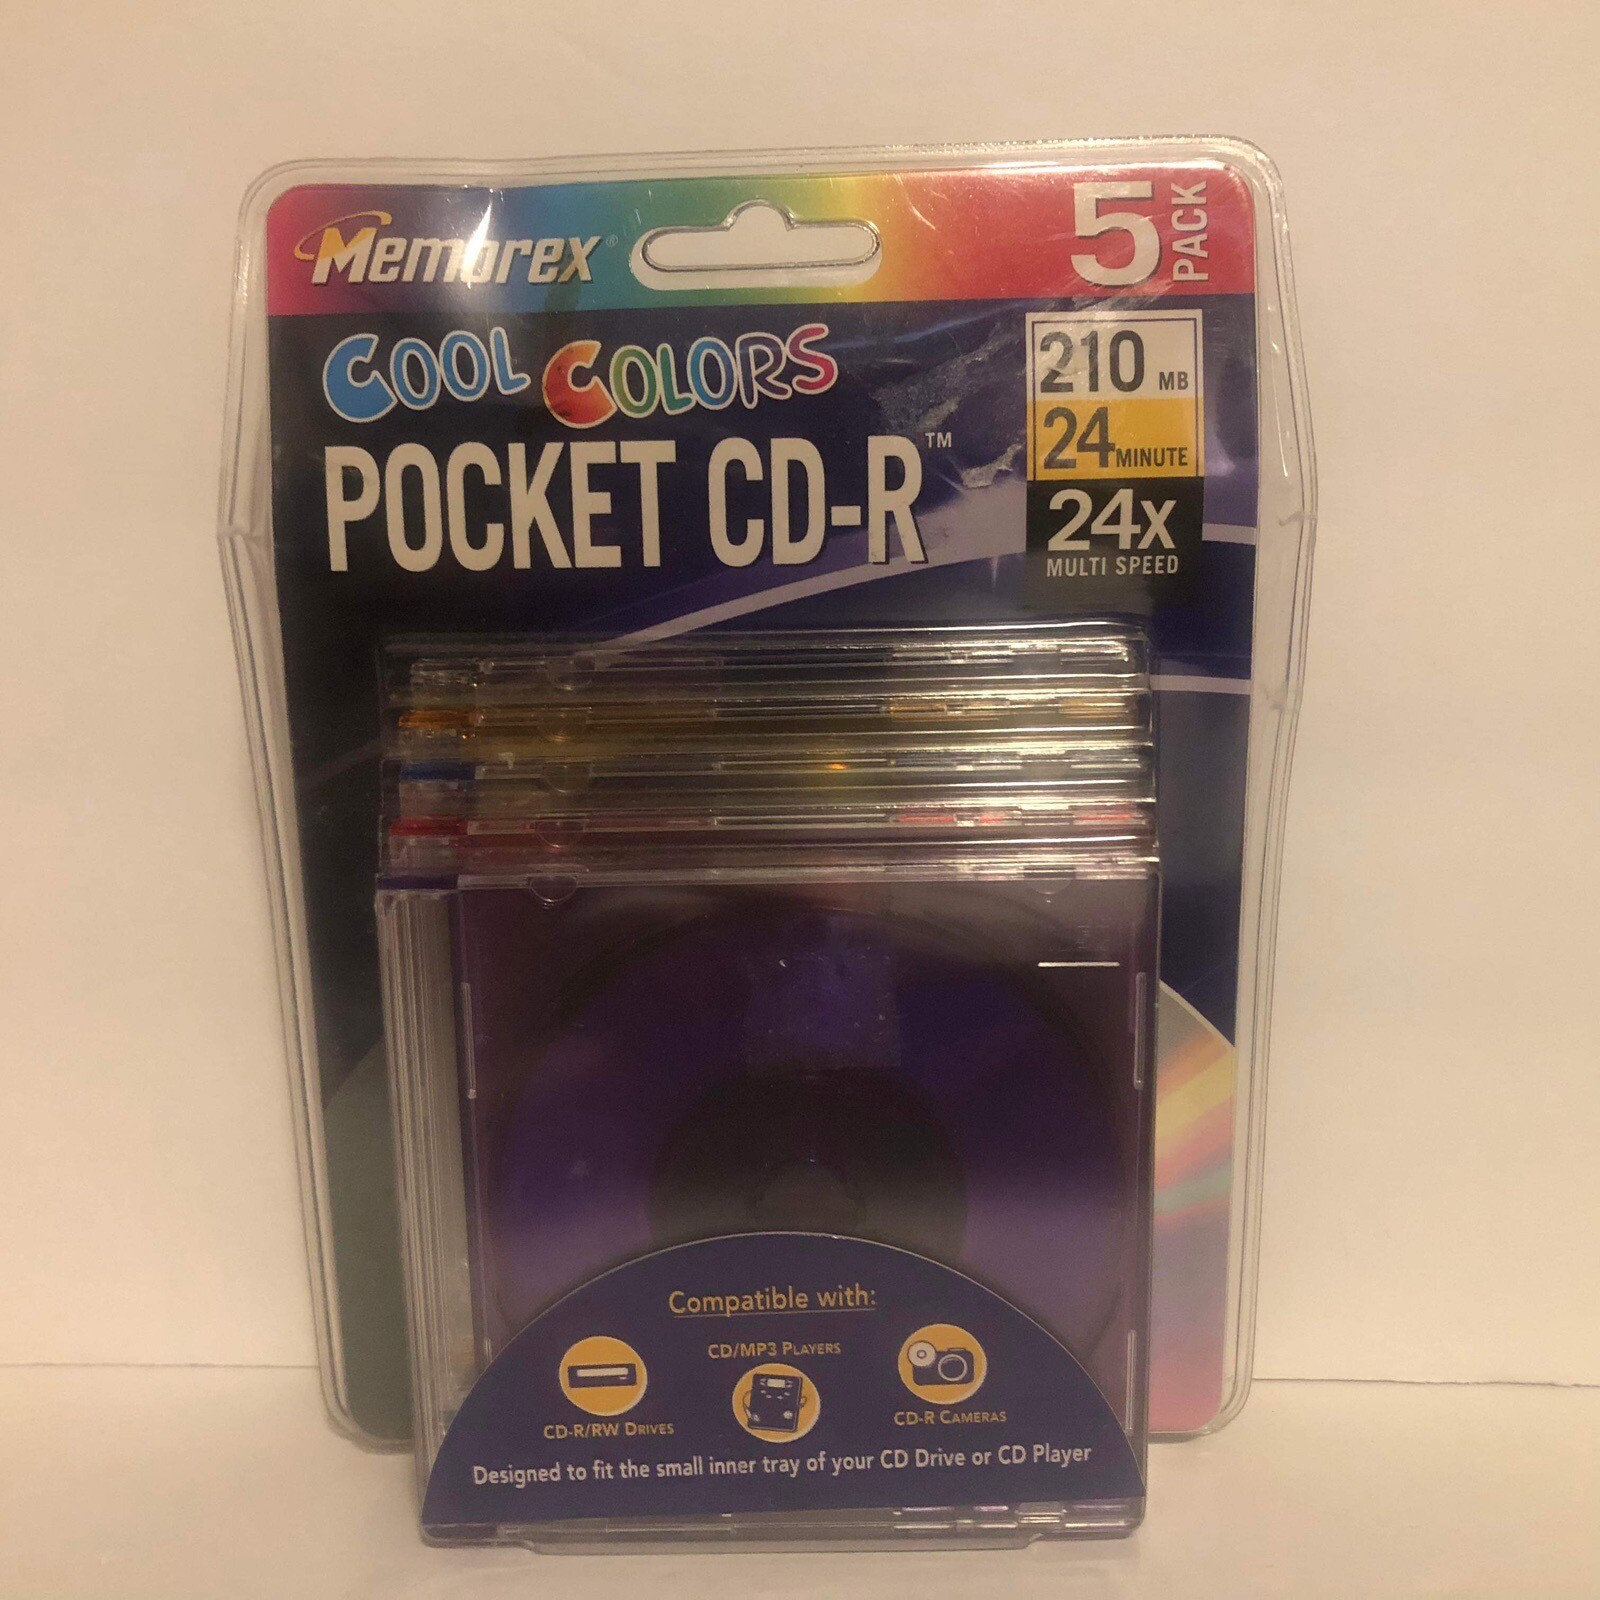 Memorex®
5 PACK
COOL COLORS
POCKET CD-R™
210 MB
24 MINUTE
24X
MULTI SPEED
Compatible with:
CD/MP3 PLAYERS
CD-R/RW DRIVES
CD-R CAMERAS
Designed to fit the small inner tray of your CD Drive or CD Player